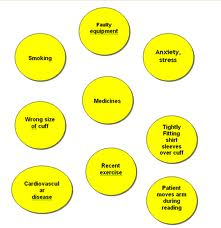 Faulty
equipment
Smoking
Anxiety,
stress
Medicines
Wrong size
of cuff
Tightly
Fitting
shirt
sleeves
over cuff
Recent
exercise
Cardiovascul
ar
disease
Patient
moves arm
during
reading